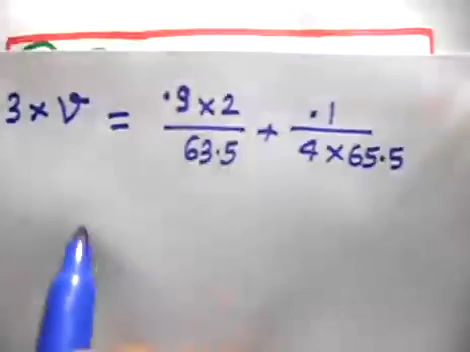 3 × V = .9 × 2 / 63.5 + .1 / 4 × 65.5